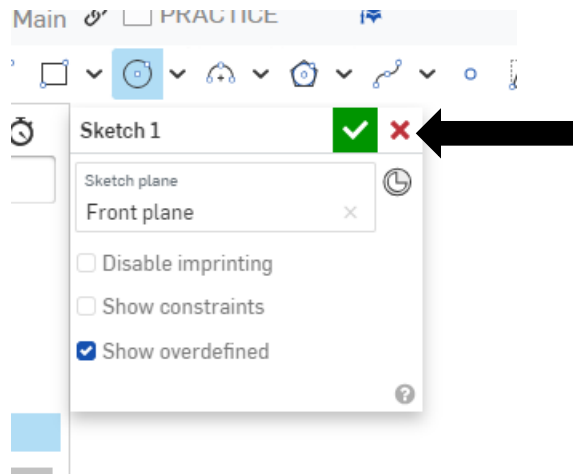 Main PRACTICE
Sketch 1
Sketch plane
Front plane
Disable imprinting
Show constraints
Show overdefined
?